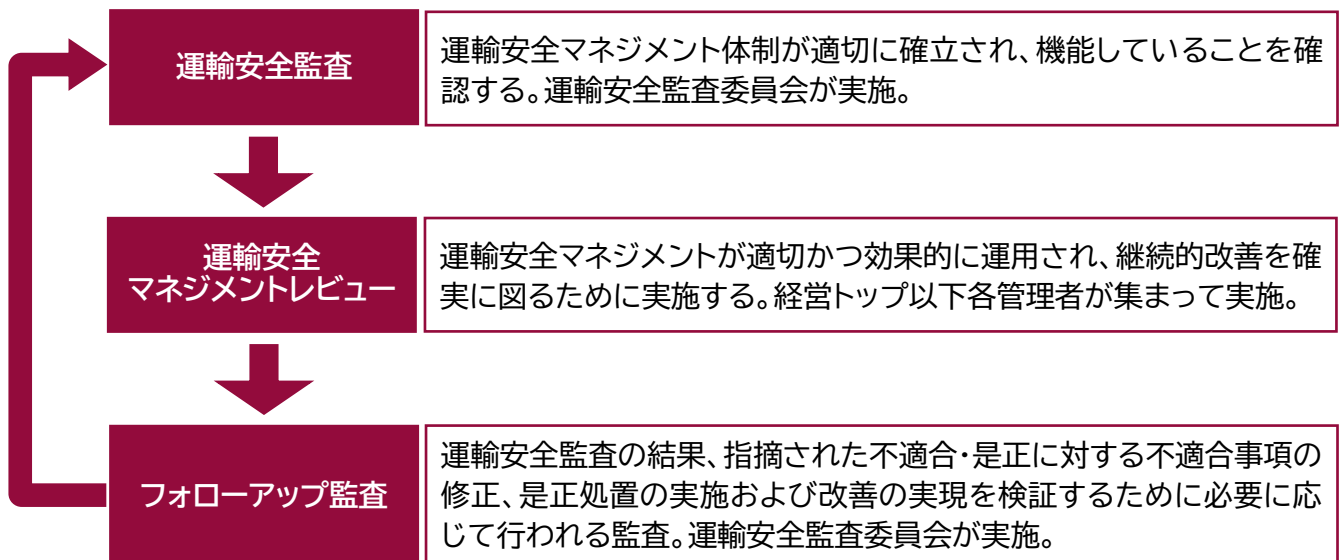 運輸安全監査
運輸安全マネジメント体制が適切に確立され、機能していることを確
認する。運輸安全監査委員会が実施。
運輸安全
マネジメントレビュー
運輸安全マネジメントが適切かつ効果的に運用され、継続的改善を確
実に図るために実施する。経営トップ以下各管理者が集まって実施。
フォローアップ監査
運輸安全監査の結果、指摘された不適合・是正に対する不適合事項の
修正、是正処置の実施および改善の実現を検証するために必要に応
じて行われる監査。運輸安全監査委員会が実施。